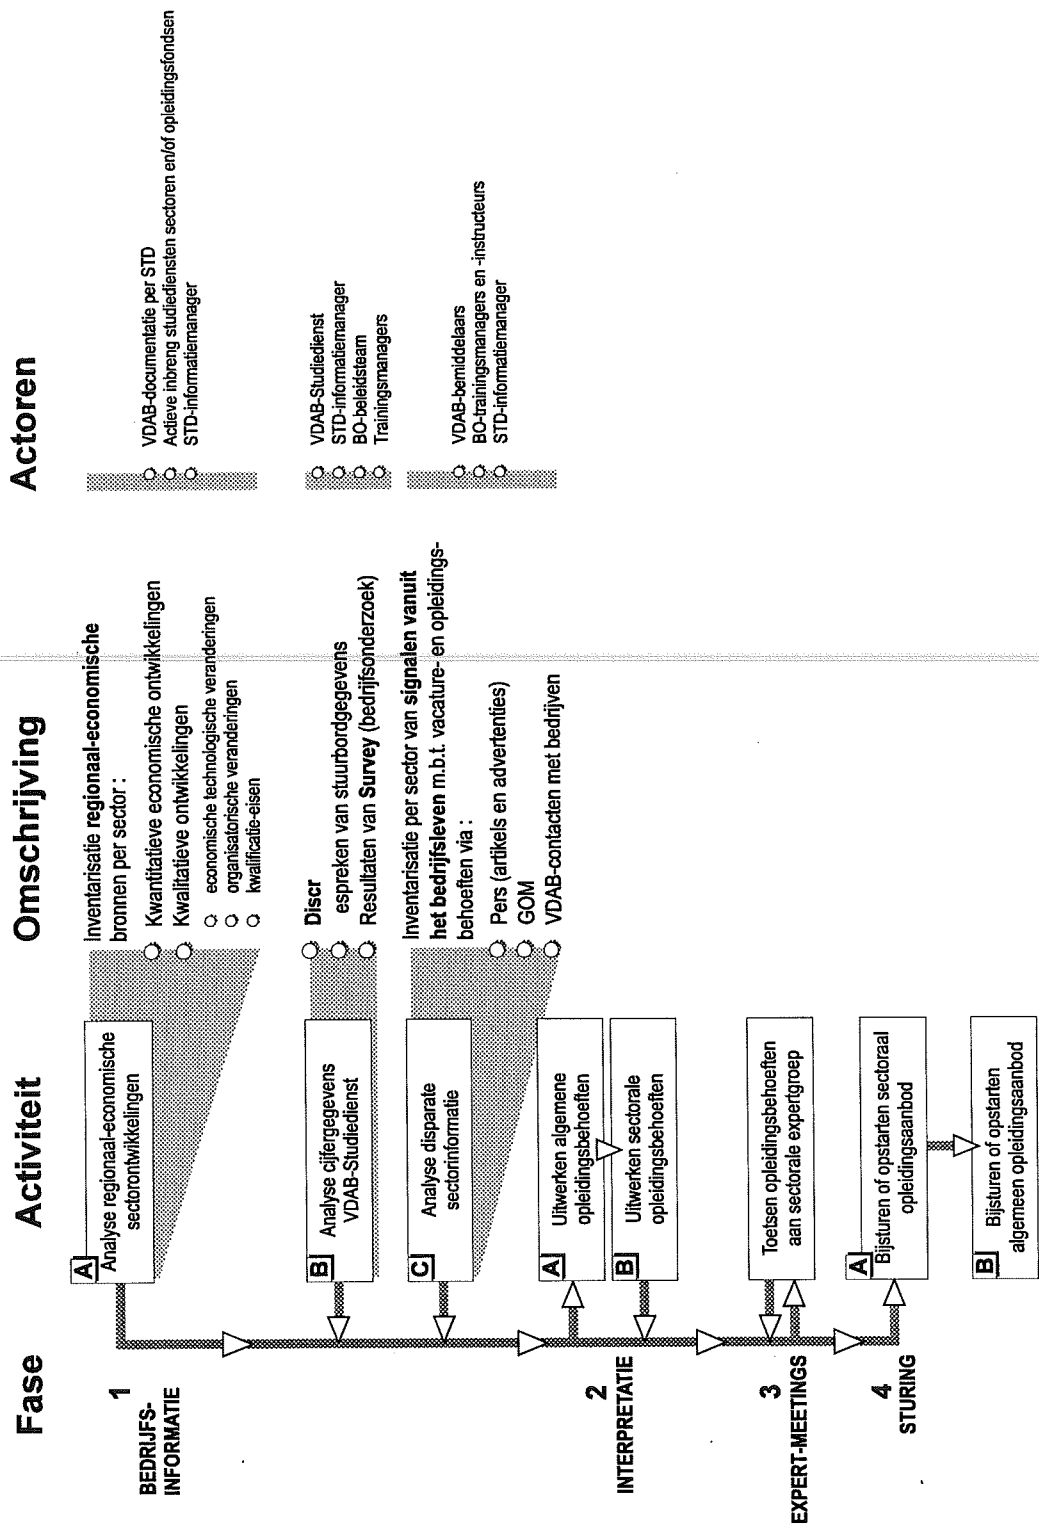 Fase
Activiteit
Omschrijving
Actoren
1
BEDRIJFS-
INFORMATIE
A
Analyse regionaal-economische
sectorontwikkelingen
Inventarisatie regionaal-economische
bronnen per sector :
Kwantitatieve economische ontwikkelingen
Kwalitatieve ontwikkelingen
economische technologische veranderingen
organisatorische veranderingen
kwalificatie-eisen
VDAB-documentatie per STD
Actieve inbreng studiediensten sectoren en/of opleidingsfondsen
STD-informatiemanager
B
Analyse cijfergegevens
VDAB-Studiedienst
Discr
espreken van stuurbordgegevens
Resultaten van Survey (bedrijfsonderzoek)
VDAB-Studiedienst
STD-informatiemanager
BO-beleidsteam
Trainingsmanagers
C
Analyse disparate
sectorinformatie
Inventarisatie per sector van signalen vanuit
het bedrijfsleven m.b.t. vacature- en opleidings-
behoeften via :
Pers (artikels en advertenties)
GOM
VDAB-contacten met bedrijven
VDAB-bemiddelaars
BO-trainingsmanagers en -instructeurs
STD-informatiemanager
2
INTERPRETATIE
A
Uitwerken algemene
opleidingsbehoeften
B
Uitwerken sectorale
opleidingsbehoeften
3
EXPERT-MEETINGS
Toetsen opleidingsbehoeften
aan sectorale expertgroep
4
STURING
A
Bijsturen of opstarten sectoraal
opleidingsaanbod
B
Bijsturen of opstarten
algemeen opleidingsaanbod